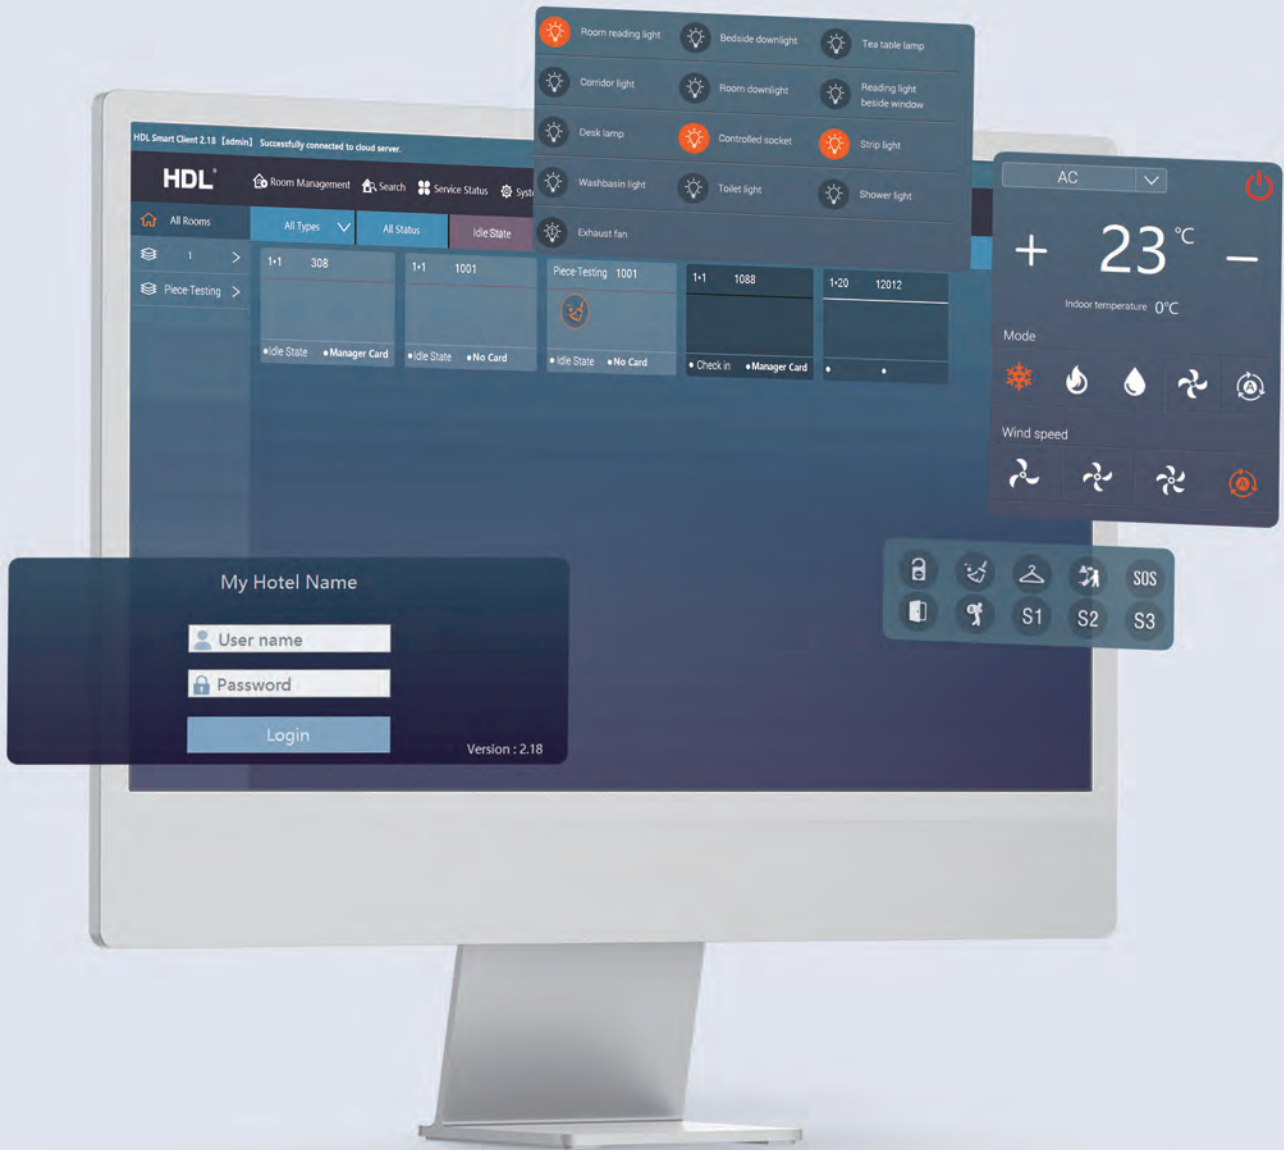 Room reading light
Bedside downlight
Tea table lamp
Corridor light
Room downlight
Reading light
beside window
Desk lamp
Controlled socket
Strip light
Washbasin light
Toilet light
Shower light
Exhaust fan
HDL Smart Client 2.18 【admin】 Successfully connected to cloud server.
HDL
Room Management
Search
Service Status
Syste
All Rooms
All Types
All Status
Idle State
1
Piece-Testing
1•1 308
•Idle State •Manager Card
1•1 1001
•Idle State •No Card
Piece-Testing 1001
• Idle State •No Card
1•1 1088
• Check in •Manager Card
1•20 12012
AC
+ 23 °C −
Indoor temperature 0°C
Mode
A
Wind speed
A
SOS
S1 S2 S3
My Hotel Name
User name
Password
Login
Version : 2.18